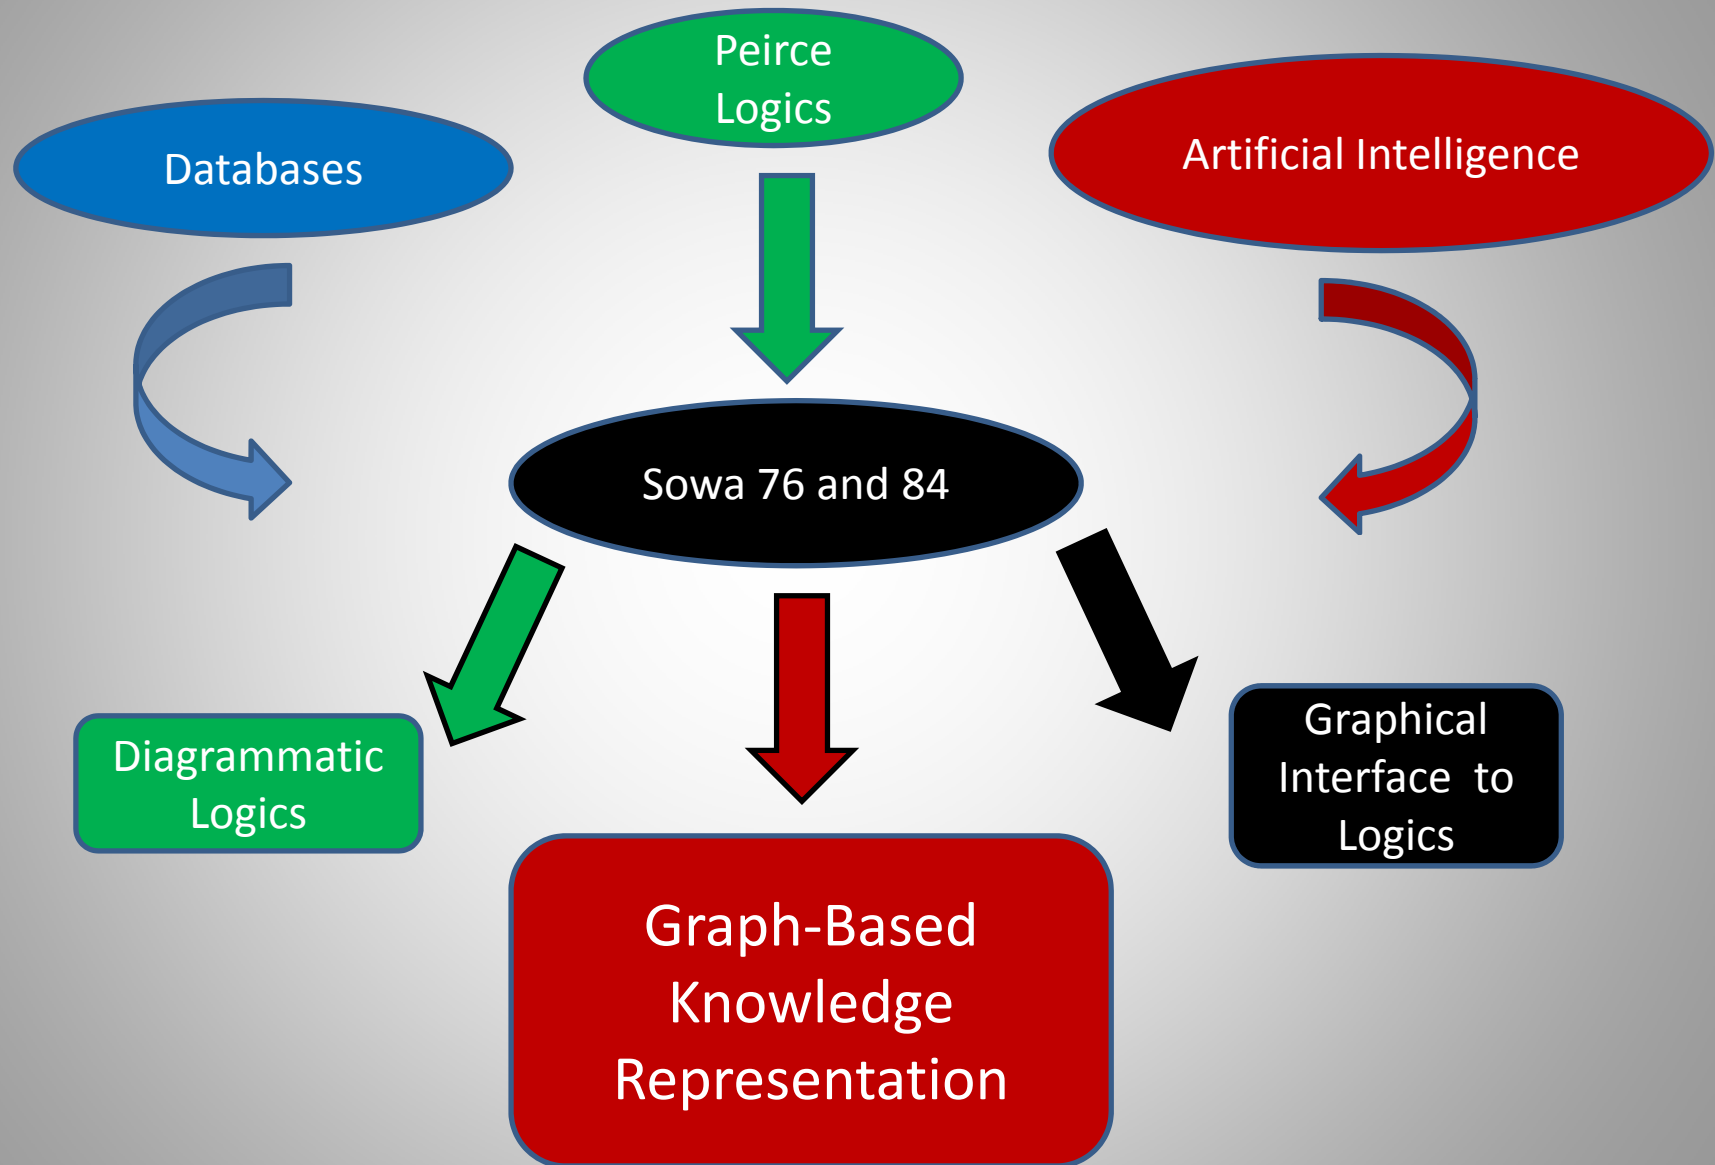 Peirce
Logics
Databases
Artificial Intelligence
Sowa 76 and 84
Diagrammatic
Logics
Graphical
Interface to
Logics
Graph-Based
Knowledge
Representation